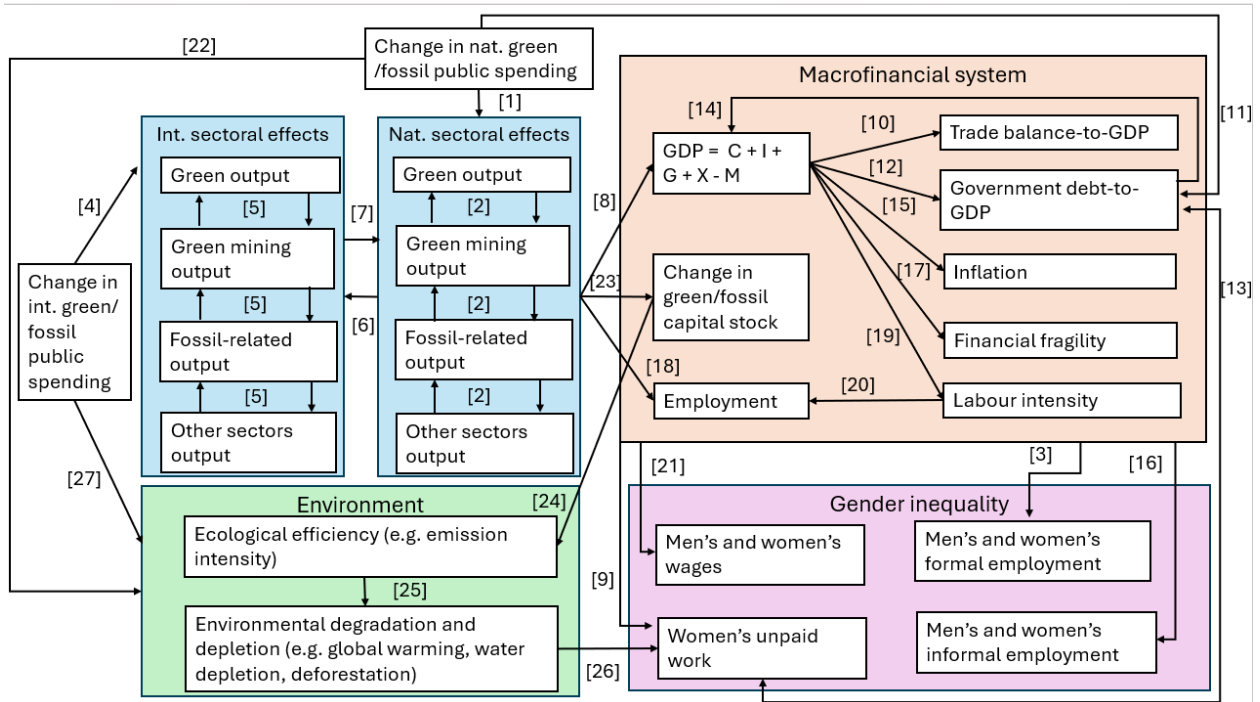 [22]
Change in nat. green
/fossil public spending
[1]
[11]
Macrofinancial system
[14]
[10]
Trade balance-to-GDP
GDP = C + I +
G + X - M
[12]
Government debt-to-
GDP
[15]
Inflation
[17]
Financial fragility
[19]
Labour intensity
[20]
Employment
[18]
Change in
green/fossil
capital stock
[23]
[8]
[13]
Int. sectoral effects
Green output
[5]
Green mining
output
[5]
Fossil-related
output
[5]
Other sectors
output
[4]
[7]
[6]
Nat. sectoral effects
Green output
[2]
Green mining
output
[2]
Fossil-related
output
[2]
Other sectors
output
Change in
int. green/
fossil
public
spending
[27]
Environment
[24]
Ecological efficiency (e.g. emission
intensity)
[25]
Environmental degradation and
depletion (e.g. global warming, water
depletion, deforestation)
[26]
[9]
[21]
[3]
[16]
Gender inequality
Men's and women's
wages
Men's and women's
formal employment
Women's unpaid
work
Men's and women's
informal employment